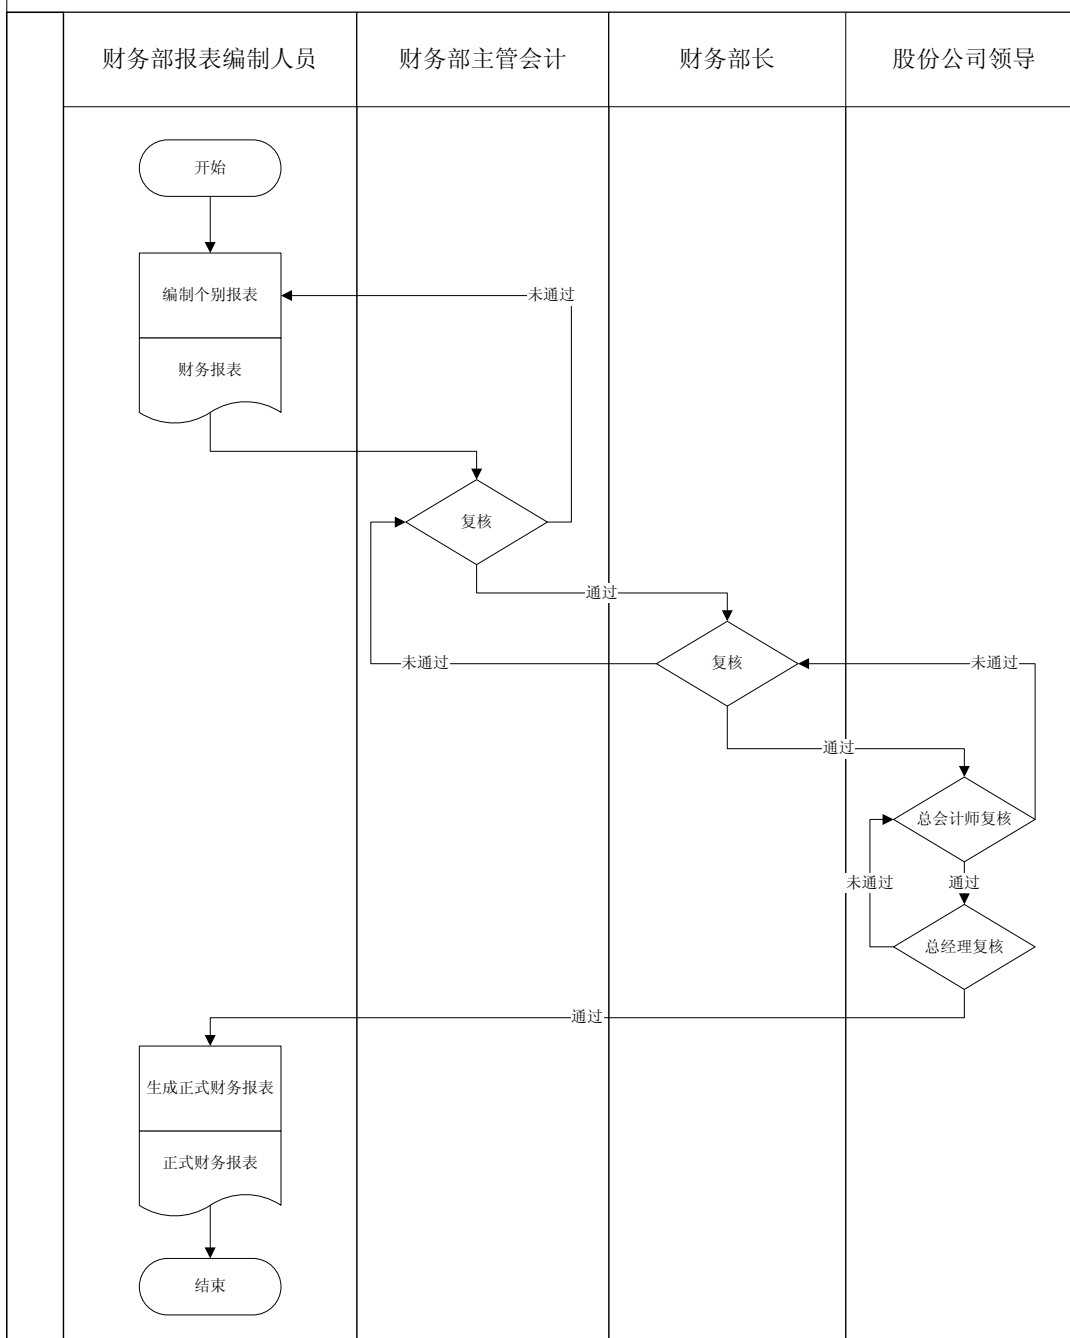 财务部报表编制人员
财务部主管会计
财务部长
股份公司领导
开始
编制个别报表
未通过
财务报表
复核
通过
未通过
复核
未通过
通过
总会计师复核
未通过
通过
总经理复核
通过
生成正式财务报表
正式财务报表
结束